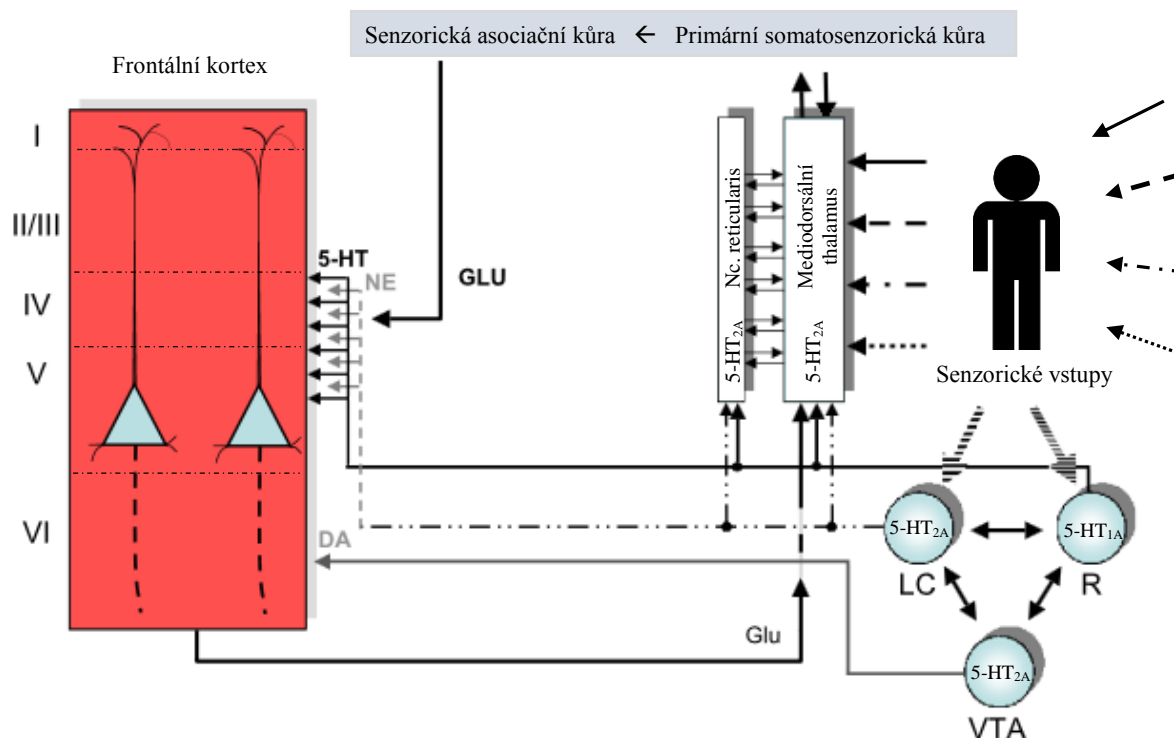 Senzorická asociační kůra ← Primární somatosenzorická kůra
Frontální kortex
I
II/III
IV
V
VI
5-HT
NE
GLU
DA
5-HT2A Nc. reticularis
5-HT2A Mediodorsální
thalamus
Senzorické vstupy
5-HT2A
LC
5-HT1A
R
Glu
5-HT2A
VTA